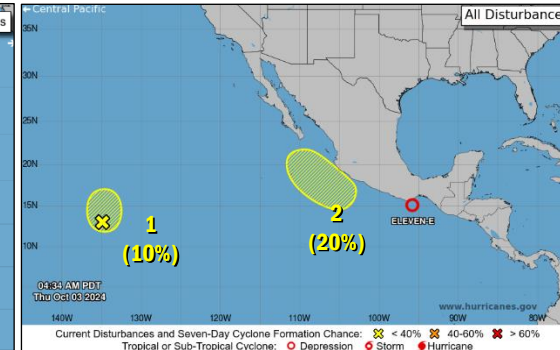 ← Central Pacific
All Disturbance
s
35N
30N
25N
20N
15N
10N
1
(10%)
2
(20%)
ELEVEN-E
04:34 AM PDT
Thu Oct 03 2024
www.hurricanes.gov
140W 130W 120W 110W 100W 90W 80W
Current Disturbances and Seven-Day Cyclone Formation Chance: < 40% 40-60% > 60%
Tropical or Sub-Tropical Cyclone: Depression Storm Hurricane